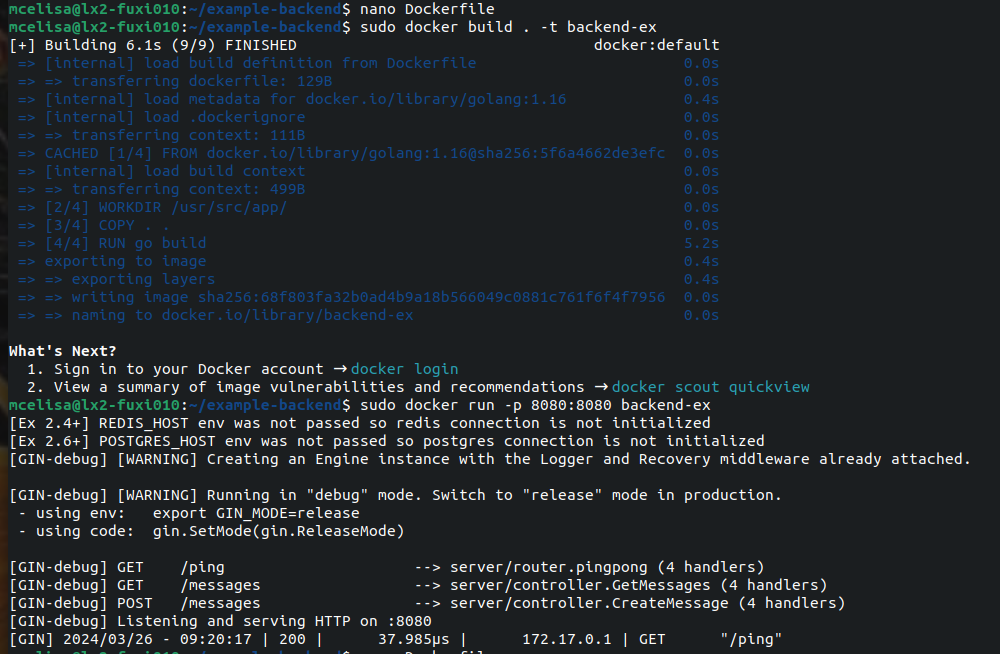 mcelisa@lx2-fuxi010:~/example-backend$ nano Dockerfile
mcelisa@lx2-fuxi010:~/example-backend$ sudo docker build . -t backend-ex
[+] Building 6.1s (9/9) FINISHED docker:default
=> [internal] load build definition from Dockerfile 0.0s
=> => transferring dockerfile: 129B 0.0s
=> [internal] load metadata for docker.io/library/golang:1.16 0.4s
=> [internal] load .dockerignore 0.0s
=> => transferring context: 111B 0.0s
=> CACHED [1/4] FROM docker.io/library/golang:1.16@sha256:5f6a4662de3efc 0.0s
=> [internal] load build context 0.0s
=> => transferring context: 499B 0.0s
=> [2/4] WORKDIR /usr/src/app/ 0.0s
=> [3/4] COPY . . 0.0s
=> [4/4] RUN go build 5.2s
=> exporting to image 0.4s
=> => exporting layers 0.4s
=> => writing image sha256:68f803fa32b0ad4b9a18b566049c0881c761f6f4f7956 0.0s
=> => naming to docker.io/library/backend-ex 0.0s
What's Next?
1. Sign in to your Docker account → docker login
2. View a summary of image vulnerabilities and recommendations → docker scout quickview
mcelisa@lx2-fuxi010:~/example-backend$ sudo docker run -p 8080:8080 backend-ex
[Ex 2.4+] REDIS_HOST env was not passed so redis connection is not initialized
[Ex 2.6+] POSTGRES_HOST env was not passed so postgres connection is not initialized
[GIN-debug] [WARNING] Creating an Engine instance with the Logger and Recovery middleware already attached.
[GIN-debug] [WARNING] Running in "debug" mode. Switch to "release" mode in production.
- using env: export GIN_MODE=release
- using code: gin.SetMode(gin.ReleaseMode)
[GIN-debug] GET /ping --> server/router.pingpong (4 handlers)
[GIN-debug] GET /messages --> server/controller.GetMessages (4 handlers)
[GIN-debug] POST /messages --> server/controller.CreateMessage (4 handlers)
[GIN-debug] Listening and serving HTTP on :8080
[GIN] 2024/03/26 - 09:20:17 | 200 | 37.985µs | 172.17.0.1 | GET "/ping"